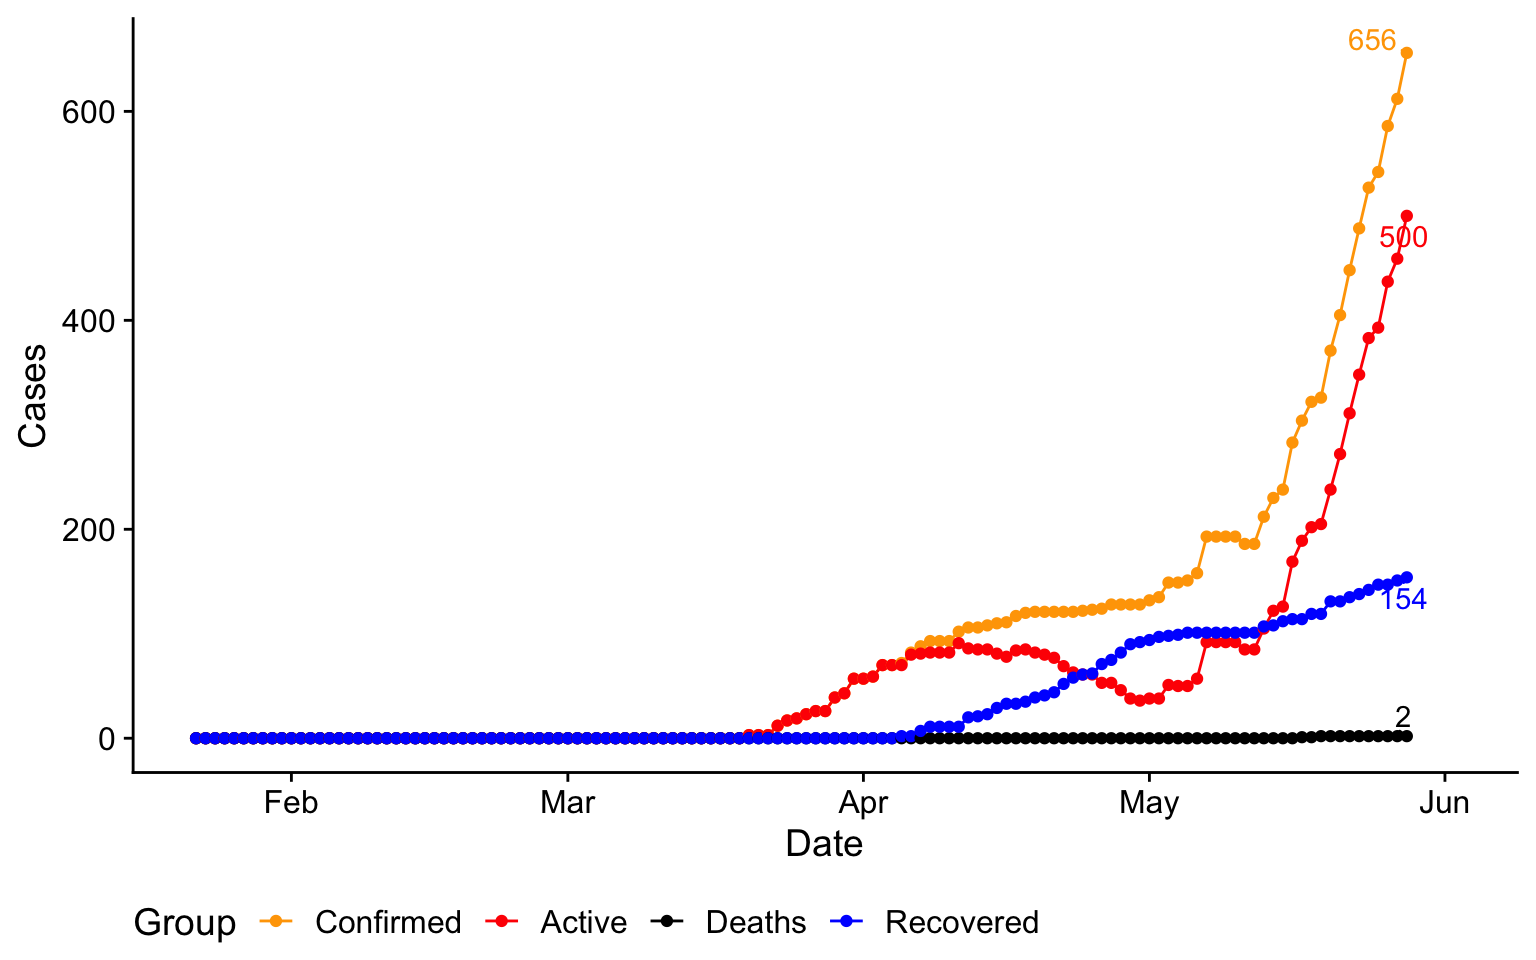 656
600
500
400
Cases
200
154
2
0
Feb Mar Apr May Jun
Date
Group Confirmed Active Deaths Recovered